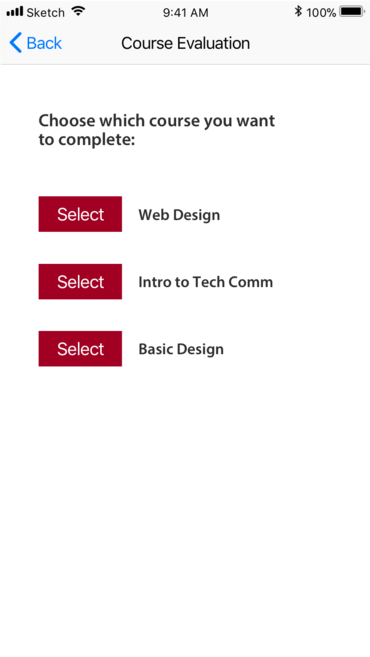 Sketch 9:41 AM 100%
Back Course Evaluation
Choose which course you want
to complete:
Select Web Design
Select Intro to Tech Comm
Select Basic Design